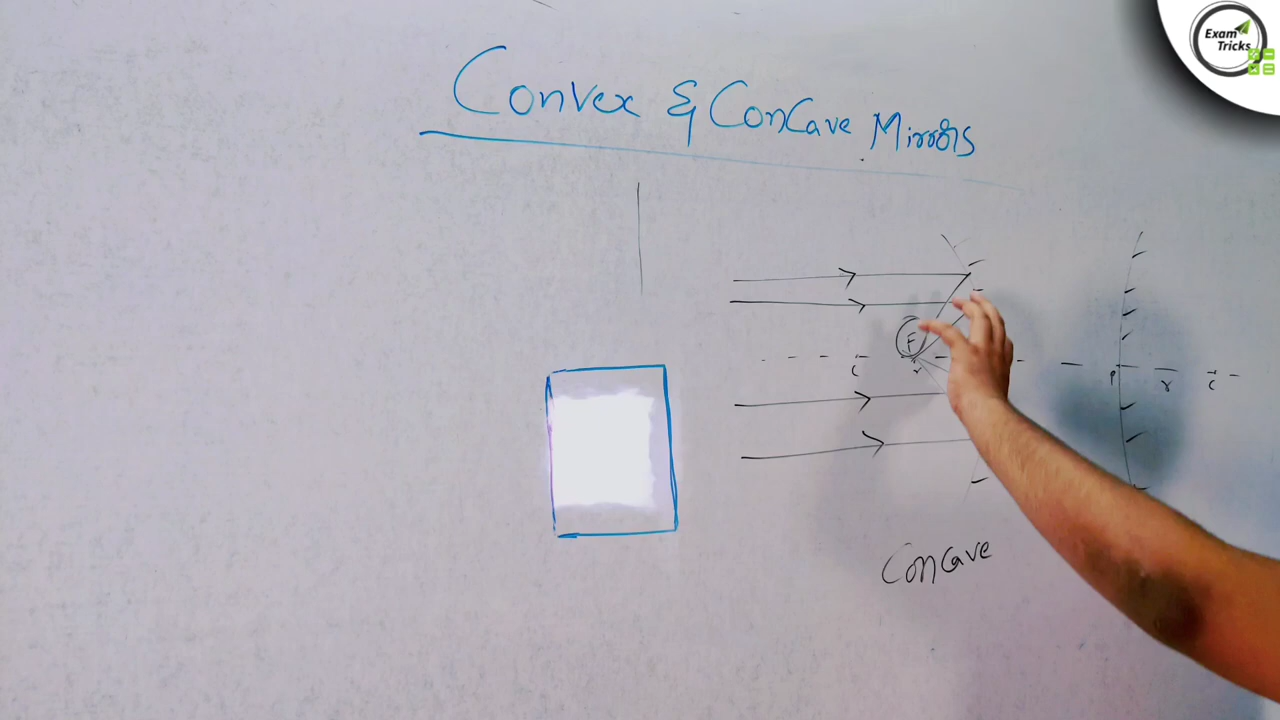 Exam
Tricks
Convex & Concave Mirrors
F
C
P
C
Concave